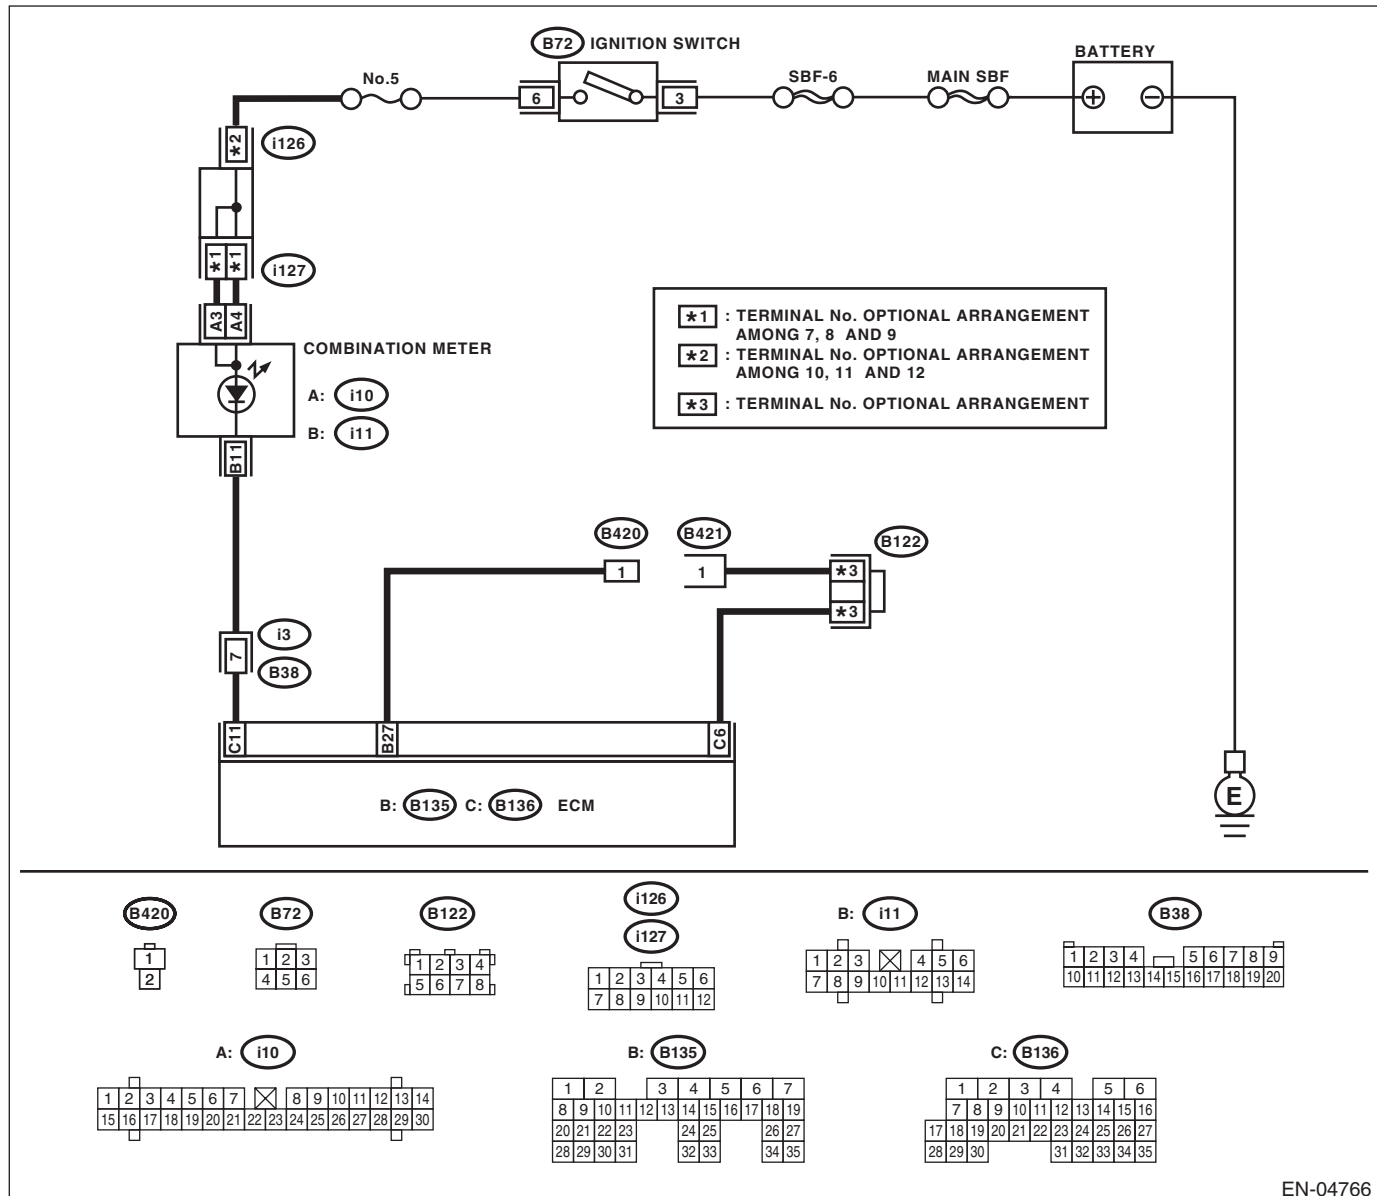 B72 IGNITION SWITCH
BATTERY
No.5
SBF-6
MAIN SBF
6
3
*2
i126
*1 *1
i127
A3 A4
COMBINATION METER
A: i10
B: i11
B11
*1 : TERMINAL No. OPTIONAL ARRANGEMENT
AMONG 7, 8 AND 9
*2 : TERMINAL No. OPTIONAL ARRANGEMENT
AMONG 10, 11 AND 12
*3 : TERMINAL No. OPTIONAL ARRANGEMENT
B420
B421
B122
1
1
*3
*3
i3
7
B38
C11
B27
C6
B: B135 C: B136 ECM
E
B420
1
2
B72
1 2 3
4 5 6
B122
1 2 3 4
5 6 7 8
i126
i127
1 2 3 4 5 6
7 8 9 10 11 12
B: i11
1 2 3 4 5 6
7 8 9 10 11 12 13 14
B38
1 2 3 4 5 6 7 8 9
10 11 12 13 14 15 16 17 18 19 20
A: i10
1 2 3 4 5 6 7 8 9 10 11 12 13 14
15 16 17 18 19 20 21 22 23 24 25 26 27 28 29 30
B: B135
1 2 3 4 5 6 7
8 9 10 11 12 13 14 15 16 17 18 19
20 21 22 23 24 25 26 27
28 29 30 31 32 33 34 35
C: B136
1 2 3 4 5 6
7 8 9 10 11 12 13 14 15 16
17 18 19 20 21 22 23 24 25 26 27
28 29 30 31 32 33 34 35
EN-04766